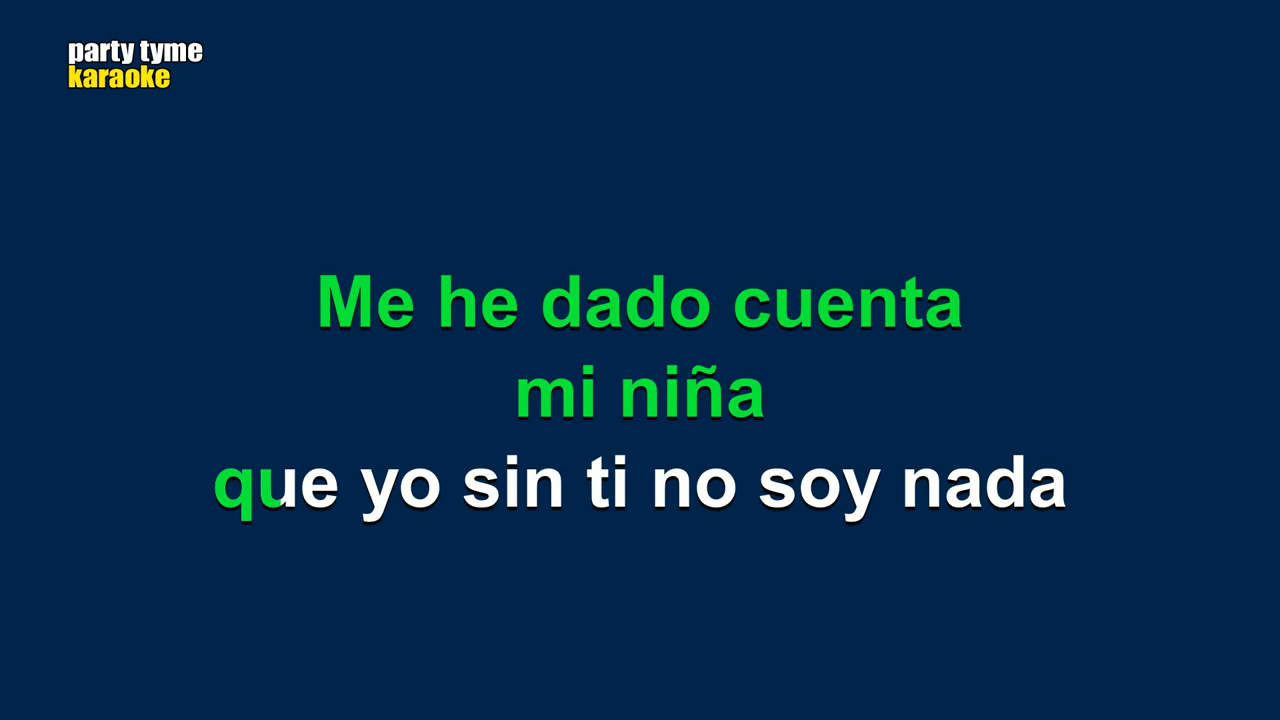 party tyme
karaoke
Me he dado cuenta
mi niña
que yo sin ti no soy nada